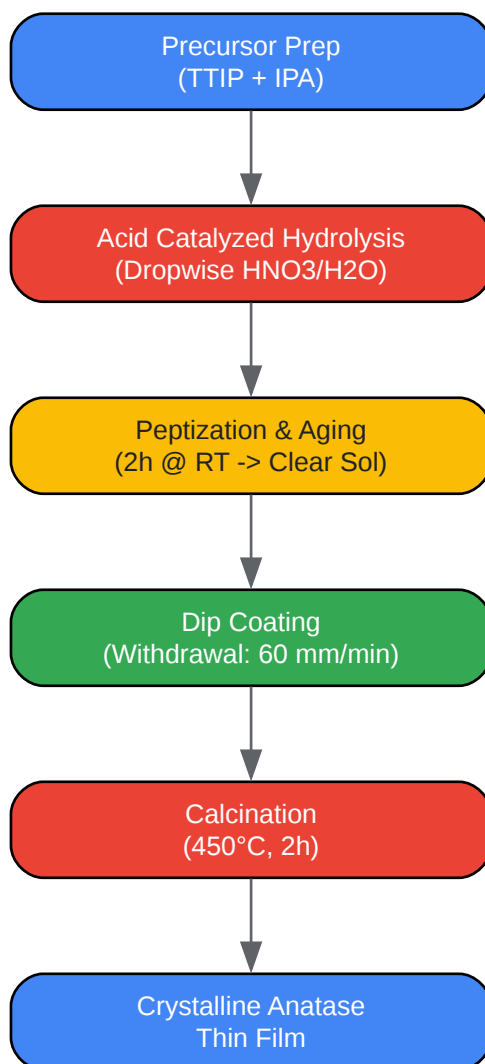 Precursor Prep
(TTIP + IPA)
Acid Catalyzed Hydrolysis
(Dropwise HNO3/H2O)
Peptization & Aging
(2h @ RT -> Clear Sol)
Dip Coating
(Withdrawal: 60 mm/min)
Calcination
(450°C, 2h)
Crystalline Anatase
Thin Film